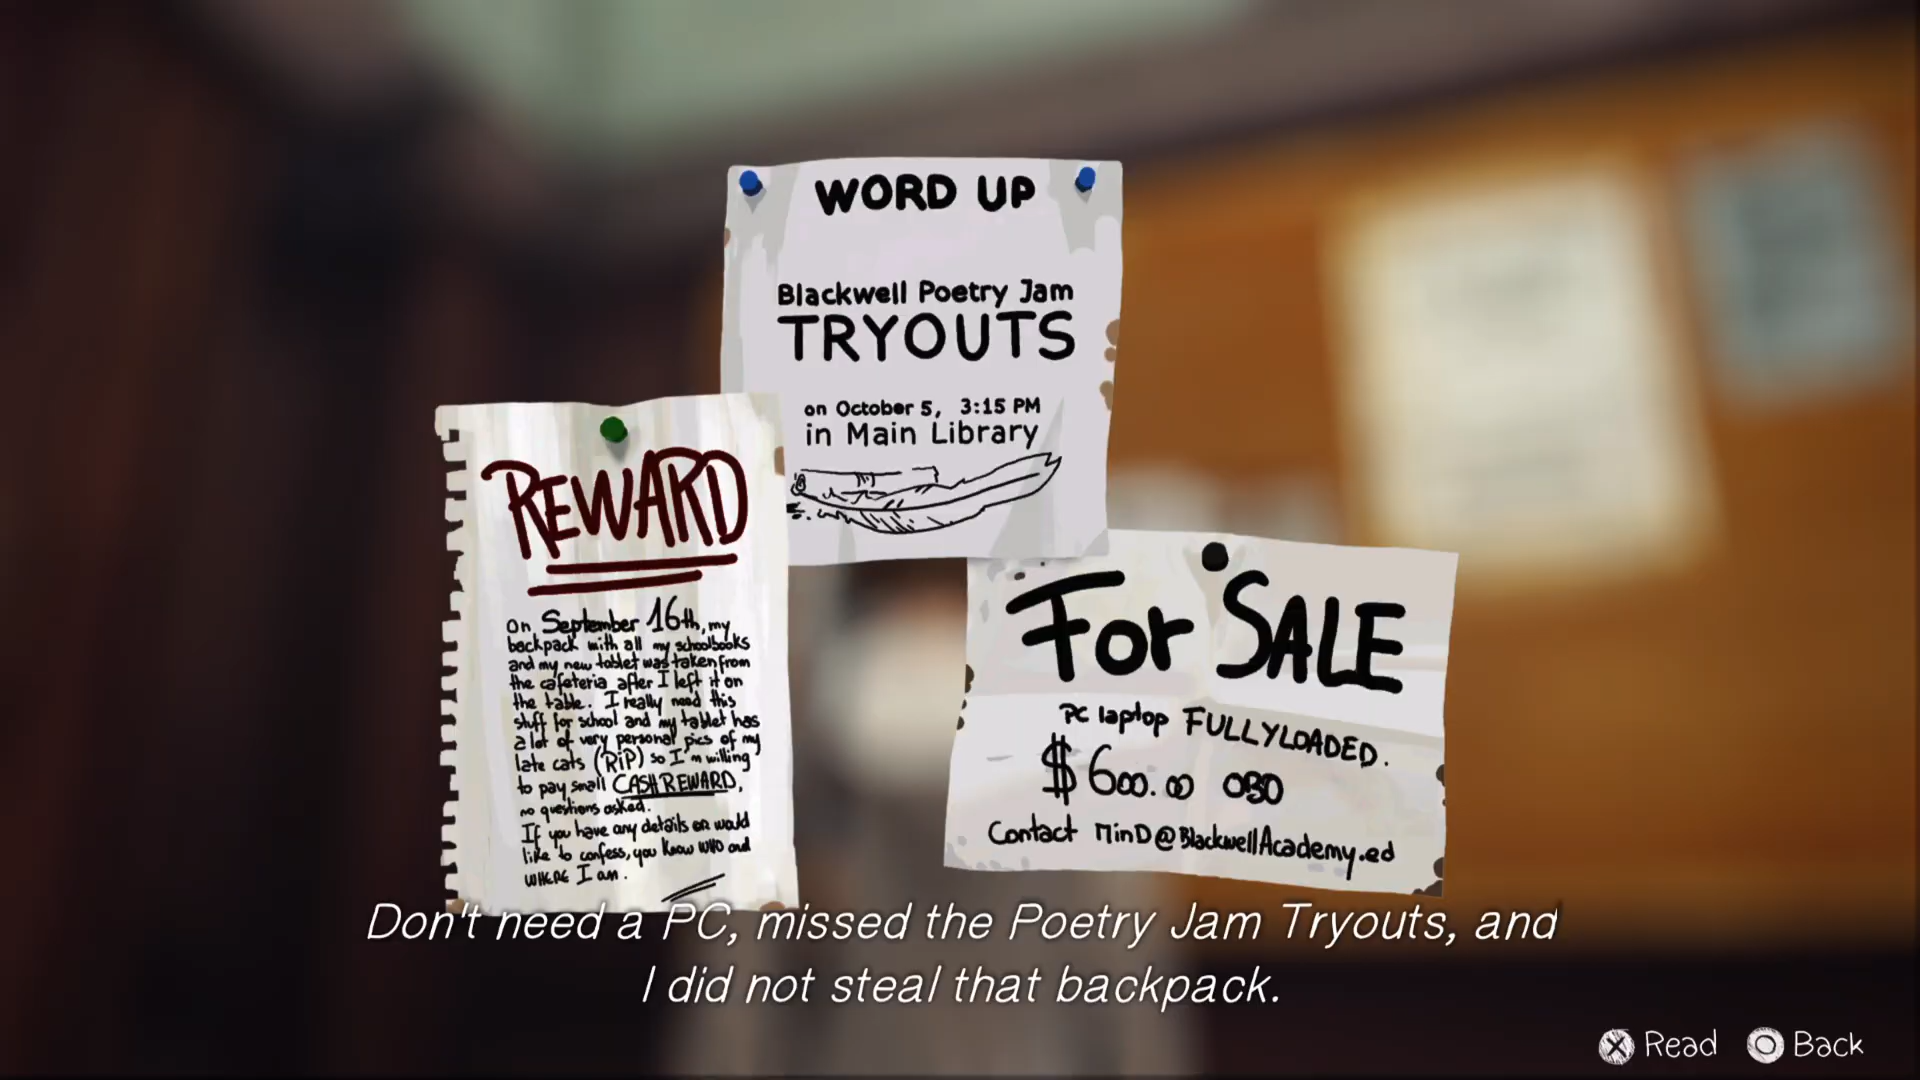 WORD UP
Blackwell Poetry Jam
TRYOUTS
on October 5, 3:15 PM
in Main Library
REWARD
On September 16th, my
backpack with all my schoolbooks
and my new tablet was taken from
the cafeteria after I left it on
the table. I really need this
stuff for school and my tablet has
a lot of very personal pics of my
late cats (RiP) so I'm willing
to pay small CASH REWARD,
no questions asked.
If you have any details or would
like to confess, you know WHO and
WHERE I am.
For SALE
PC laptop FULLYLOADED.
$600.00 OBO
Contact MinD@BlackwellAcademy.ed
Don't need a PC, missed the Poetry Jam Tryouts, and
I did not steal that backpack.
Read Back